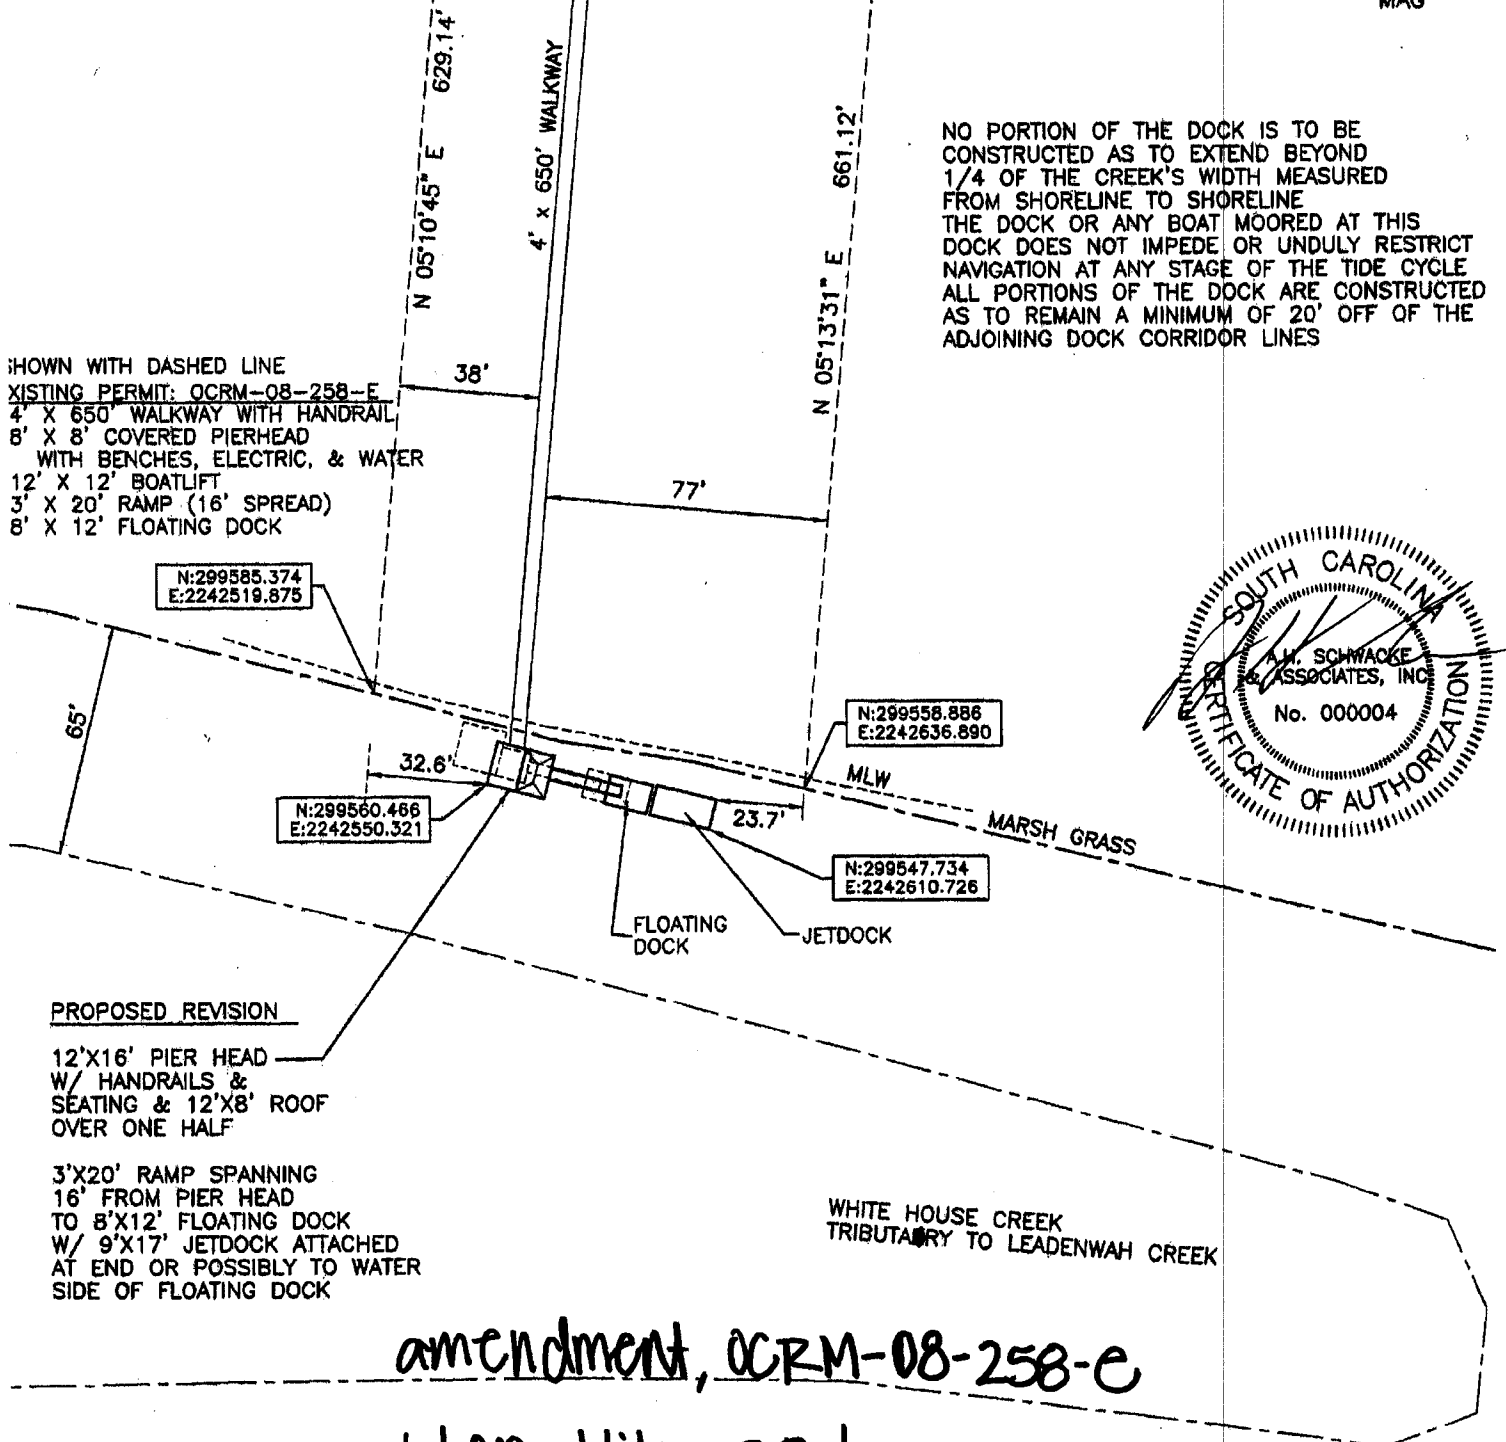 MAG
629.14'
N 05°10'45" E
4' x 650' WALKWAY
661.12'
N 05°13'31" E
NO PORTION OF THE DOCK IS TO BE
CONSTRUCTED AS TO EXTEND BEYOND
1/4 OF THE CREEK'S WIDTH MEASURED
FROM SHORELINE TO SHORELINE
THE DOCK OR ANY BOAT MOORED AT THIS
DOCK DOES NOT IMPEDE OR UNDULY RESTRICT
NAVIGATION AT ANY STAGE OF THE TIDE CYCLE
ALL PORTIONS OF THE DOCK ARE CONSTRUCTED
AS TO REMAIN A MINIMUM OF 20' OFF OF THE
ADJOINING DOCK CORRIDOR LINES
HOWN WITH DASHED LINE
XISTING PERMIT: OCRM-08-258-E
4' X 650' WALKWAY WITH HANDRAIL
8' X 8' COVERED PIERHEAD
WITH BENCHES, ELECTRIC, & WATER
12' X 12' BOATLIFT
3' X 20' RAMP (16' SPREAD)
8' X 12' FLOATING DOCK
38'
77'
N:299585.374
E:2242519.875
SOUTH CAROLINA
A.H. SCHWACKE
& ASSOCIATES, INC
No. 000004
CERTIFICATE OF AUTHORIZATION
65'
32.6'
N:299558.886
E:2242636.890
MLW
MARSH GRASS
N:299560.466
E:2242550.321
23.7'
N:299547.734
E:2242610.726
FLOATING
DOCK
JETDOCK
PROPOSED REVISION
12'X16' PIER HEAD
W/ HANDRAILS &
SEATING & 12'X8' ROOF
OVER ONE HALF
3'X20' RAMP SPANNING
16' FROM PIER HEAD
TO 8'X12' FLOATING DOCK
W/ 9'X17' JETDOCK ATTACHED
AT END OR POSSIBLY TO WATER
SIDE OF FLOATING DOCK
WHITE HOUSE CREEK
TRIBUTARY TO LEADENWAH CREEK
amendment, OCRM-08-258-e